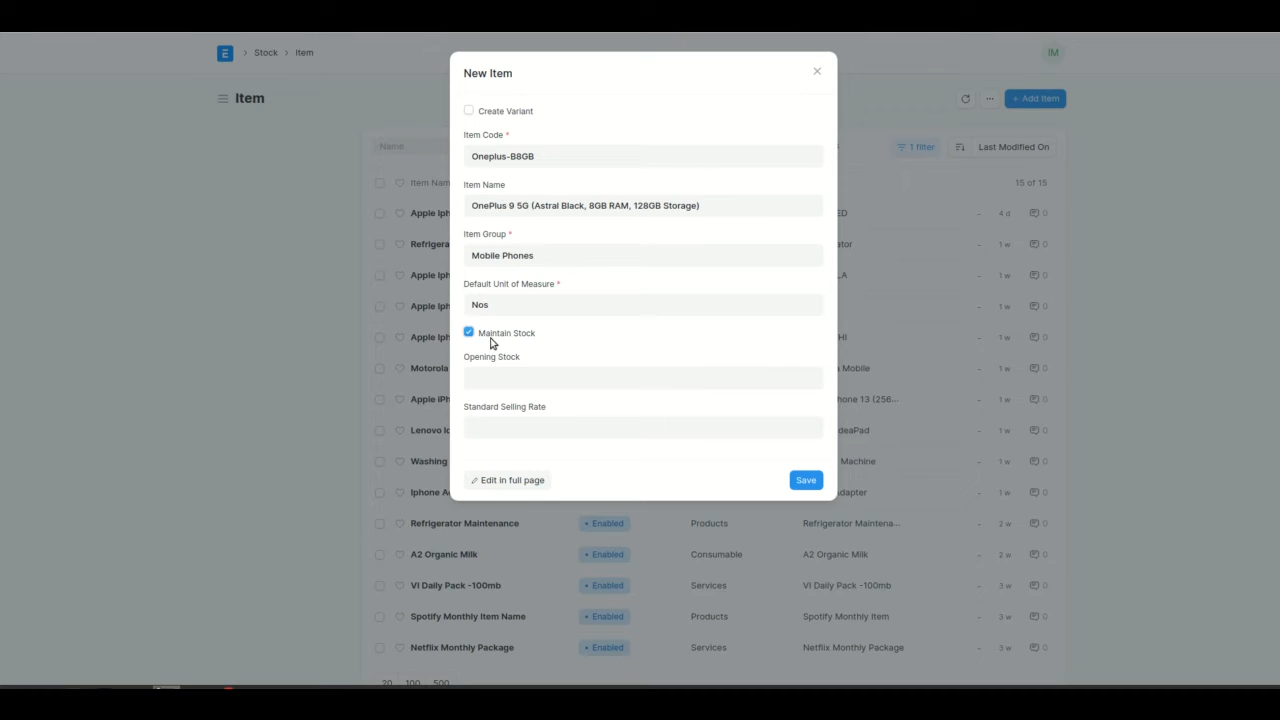 E > Stock > Item
IM
Item
+ Add Item
New Item
Create Variant
Item Code *
Oneplus-B8GB
Item Name
OnePlus 9 5G (Astral Black, 8GB RAM, 128GB Storage)
Item Group *
Mobile Phones
Default Unit of Measure *
Nos
Maintain Stock
Opening Stock
Standard Selling Rate
Edit in full page
Save
Name
1 filter
Last Modified On
Item Nam
15 of 15
Apple Iph ED - 4 d 0
Refrigera ator - 1 w 0
Apple Iph LA - 1 w 0
Apple Iph - 1 w 0
Apple Iph HI - 1 w 0
Motorola a Mobile - 1 w 0
Apple iPh hone 13 (256... - 1 w 0
Lenovo Id deaPad - 1 w 0
Washing Machine - 1 w 0
Iphone A dapter - 1 w 0
Refrigerator Maintenance Enabled Products Refrigerator Maintena... - 2 w 0
A2 Organic Milk Enabled Consumable A2 Organic Milk - 2 w 0
VI Daily Pack -100mb Enabled Services VI Daily Pack -100mb - 3 w 0
Spotify Monthly Item Name Enabled Products Spotify Monthly Item - 3 w 0
Netflix Monthly Package Enabled Services Netflix Monthly Package - 3 w 0
20 100 500